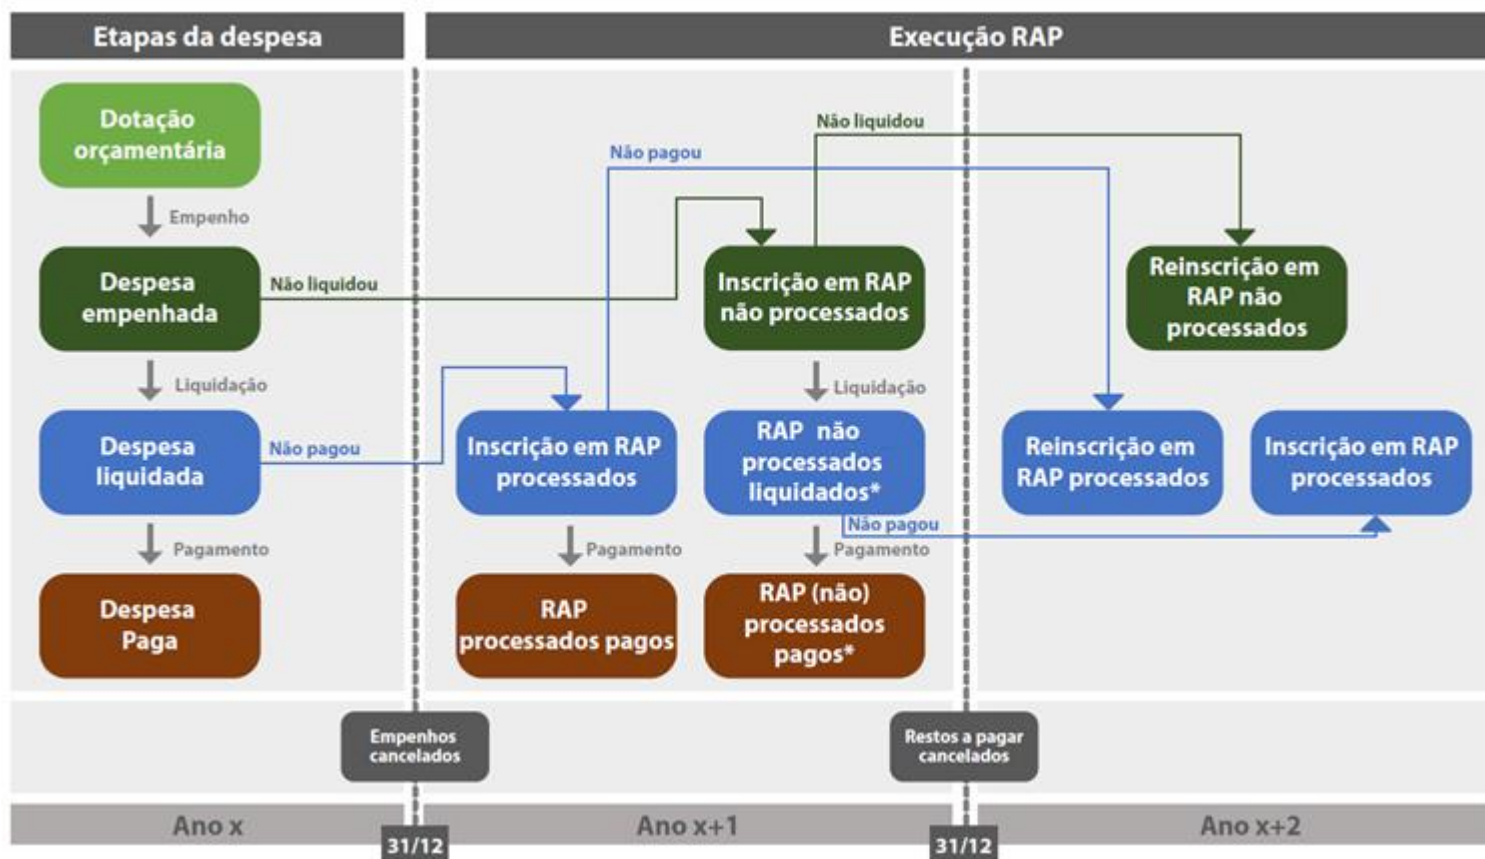 Etapas da despesa
Execução RAP
Dotação
orçamentária
Empenho
Despesa
empenhada
Não liquidou
Liquidação
Despesa
liquidada
Não pagou
Pagamento
Despesa
Paga
Não pagou
Não liquidou
Inscrição em RAP
não processados
Liquidação
Inscrição em RAP
processados
RAP não
processados
liquidados*
Não pagou
Pagamento
Pagamento
RAP
processados pagos
RAP (não)
processados
pagos*
Reinscrição em
RAP não
processados
Reinscrição em
RAP processados
Inscrição em RAP
processados
Empenhos
cancelados
Restos a pagar
cancelados
Ano x
31/12
Ano x+1
31/12
Ano x+2